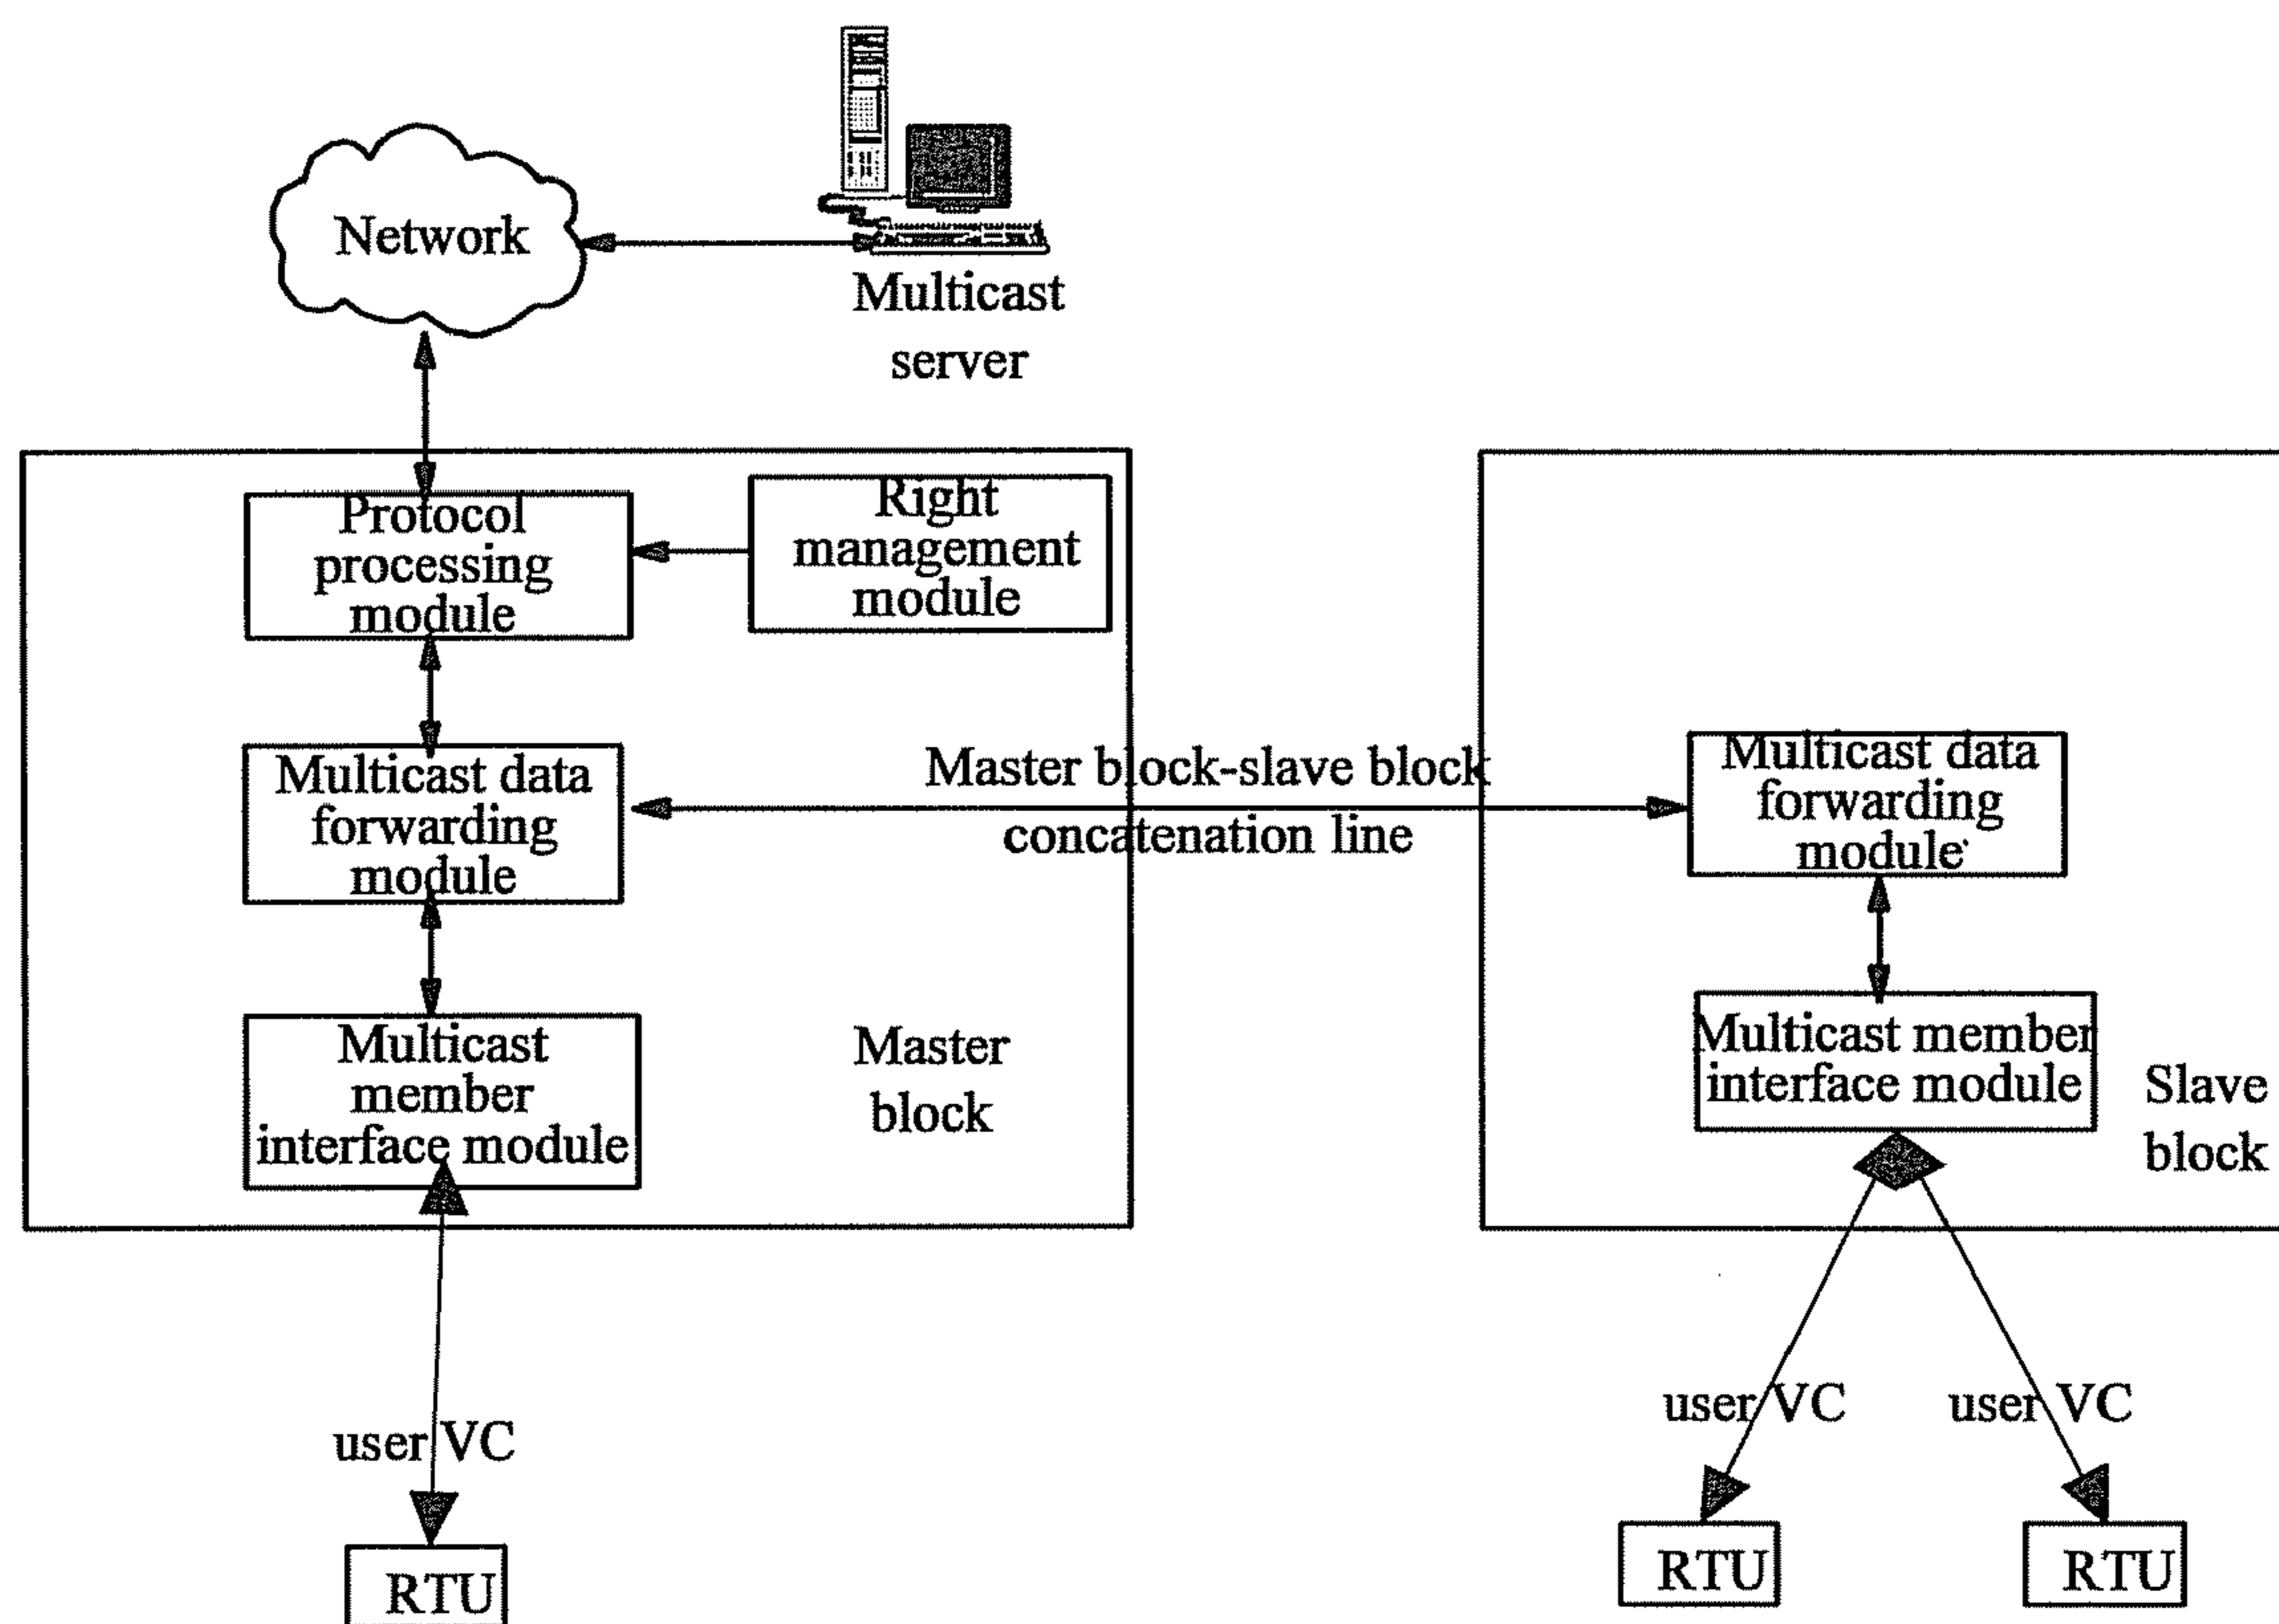 Network
Multicast
server
Protocol
processing
module
Right
management
module
Multicast data
forwarding
module
Master block-slave block
concatenation line
Multicast data
forwarding
module
Multicast
member
interface module
Master
block
Multicast member
interface module
Slave
block
user VC
user VC
user VC
RTU
RTU
RTU